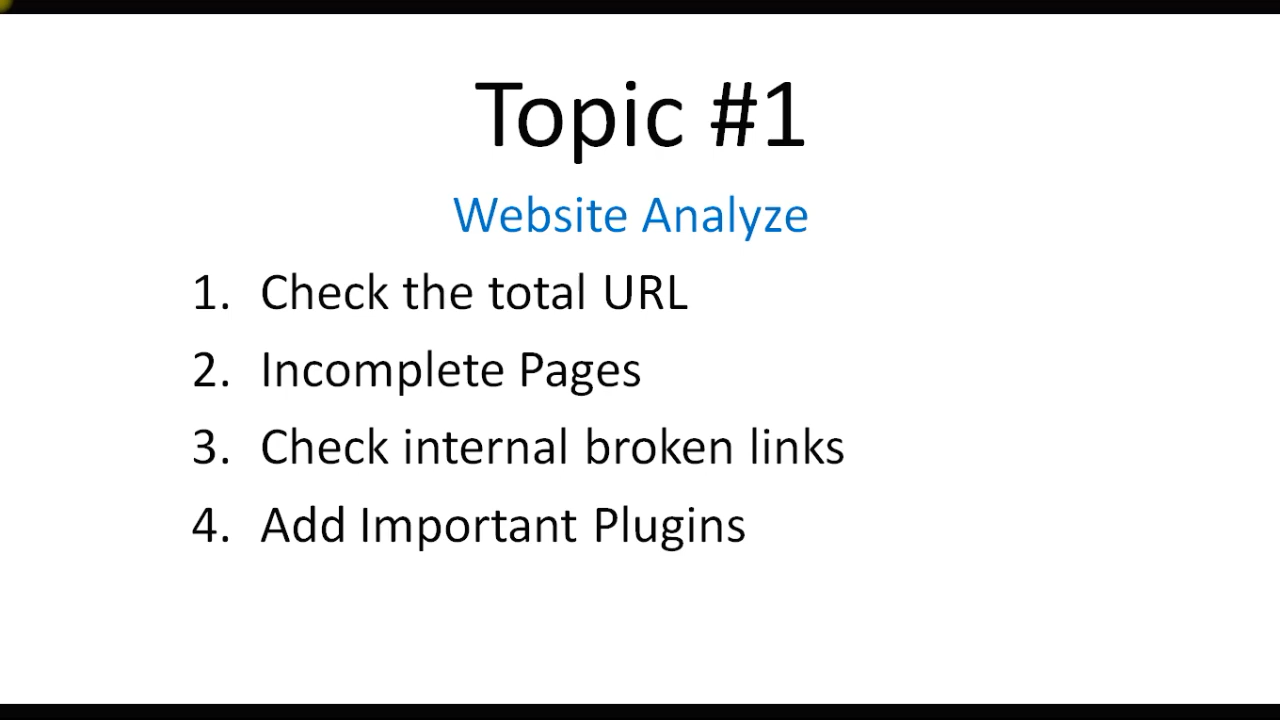 Topic #1
Website Analyze
1. Check the total URL
2. Incomplete Pages
3. Check internal broken links
4. Add Important Plugins